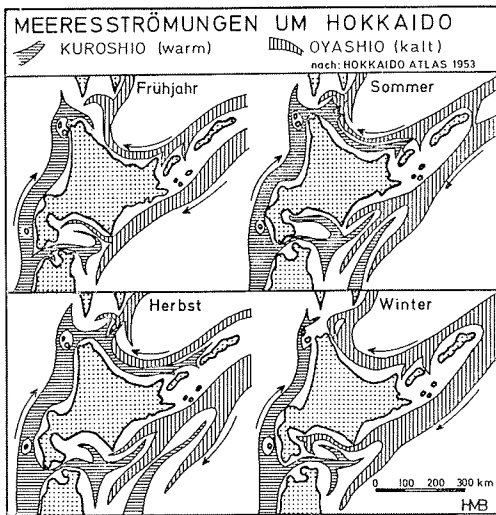 MEERESSTRÖMUNGEN UM HOKKAIDO
KUROSHIO (warm) OYASHIO (kalt)
nach: HOKKAIDO ATLAS 1953
Frühjahr
Sommer
Herbst
Winter
0 100 200 300 km
HMB